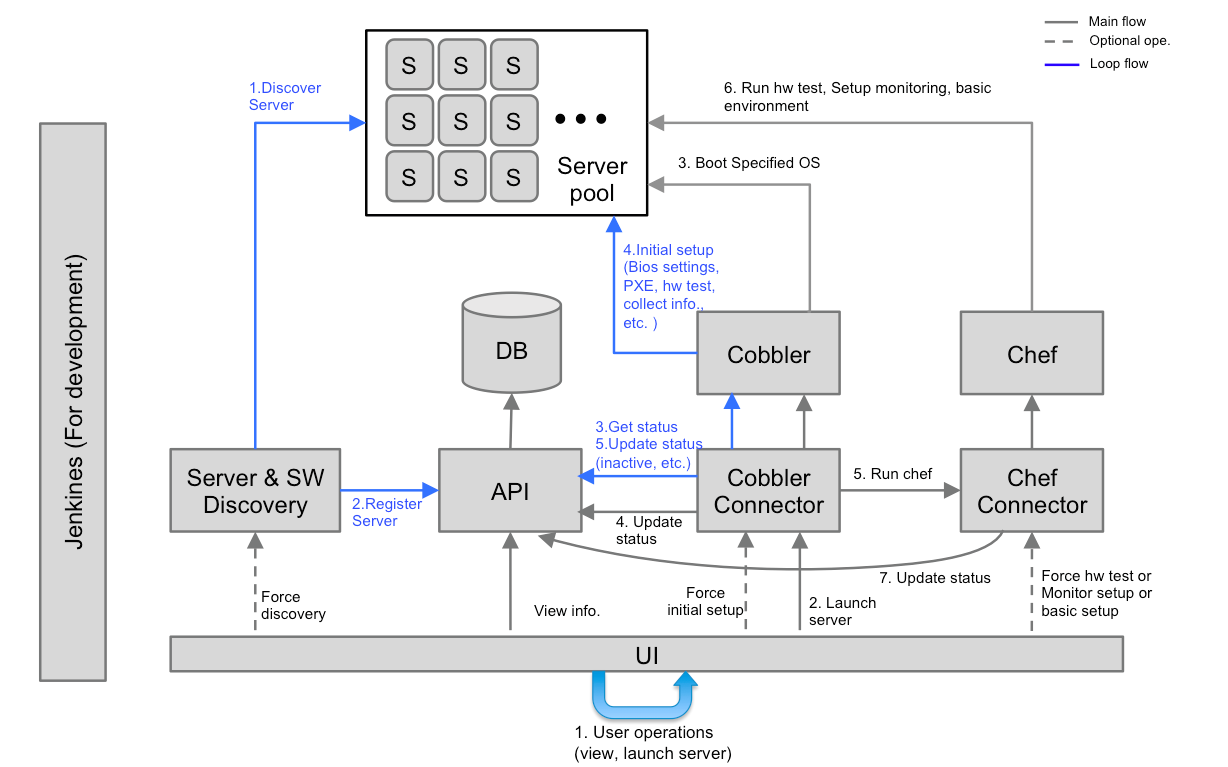 Main flow
Optional ope.
Loop flow
S S S
S S S
S S S
Server
pool
1.Discover
Server
6. Run hw test, Setup monitoring, basic
environment
3. Boot Specified OS
4.Initial setup
(Bios settings,
PXE, hw test,
collect info.,
etc. )
Jenkines (For development)
DB
Cobbler
Chef
3.Get status
5.Update status
(inactive, etc.)
Server & SW
Discovery
2.Register
Server
API
Cobbler
Connector
5. Run chef
Chef
Connector
4. Update
status
7. Update status
Force
discovery
View info.
Force
initial setup
2. Launch
server
Force hw test or
Monitor setup or
basic setup
UI
1. User operations
(view, launch server)